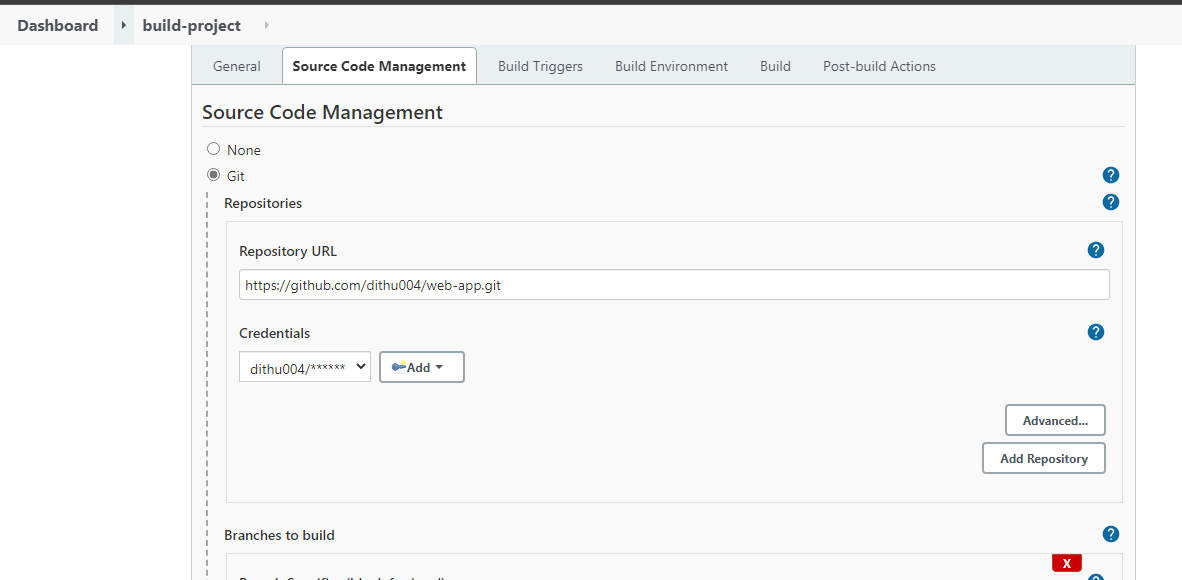 Dashboard build-project
General Source Code Management Build Triggers Build Environment Build Post-build Actions
Source Code Management
None
Git
?
Repositories
?
Repository URL
?
https://github.com/dithu004/web-app.git
Credentials
?
dithu004/****** Add
Advanced...
Add Repository
Branches to build
?
X